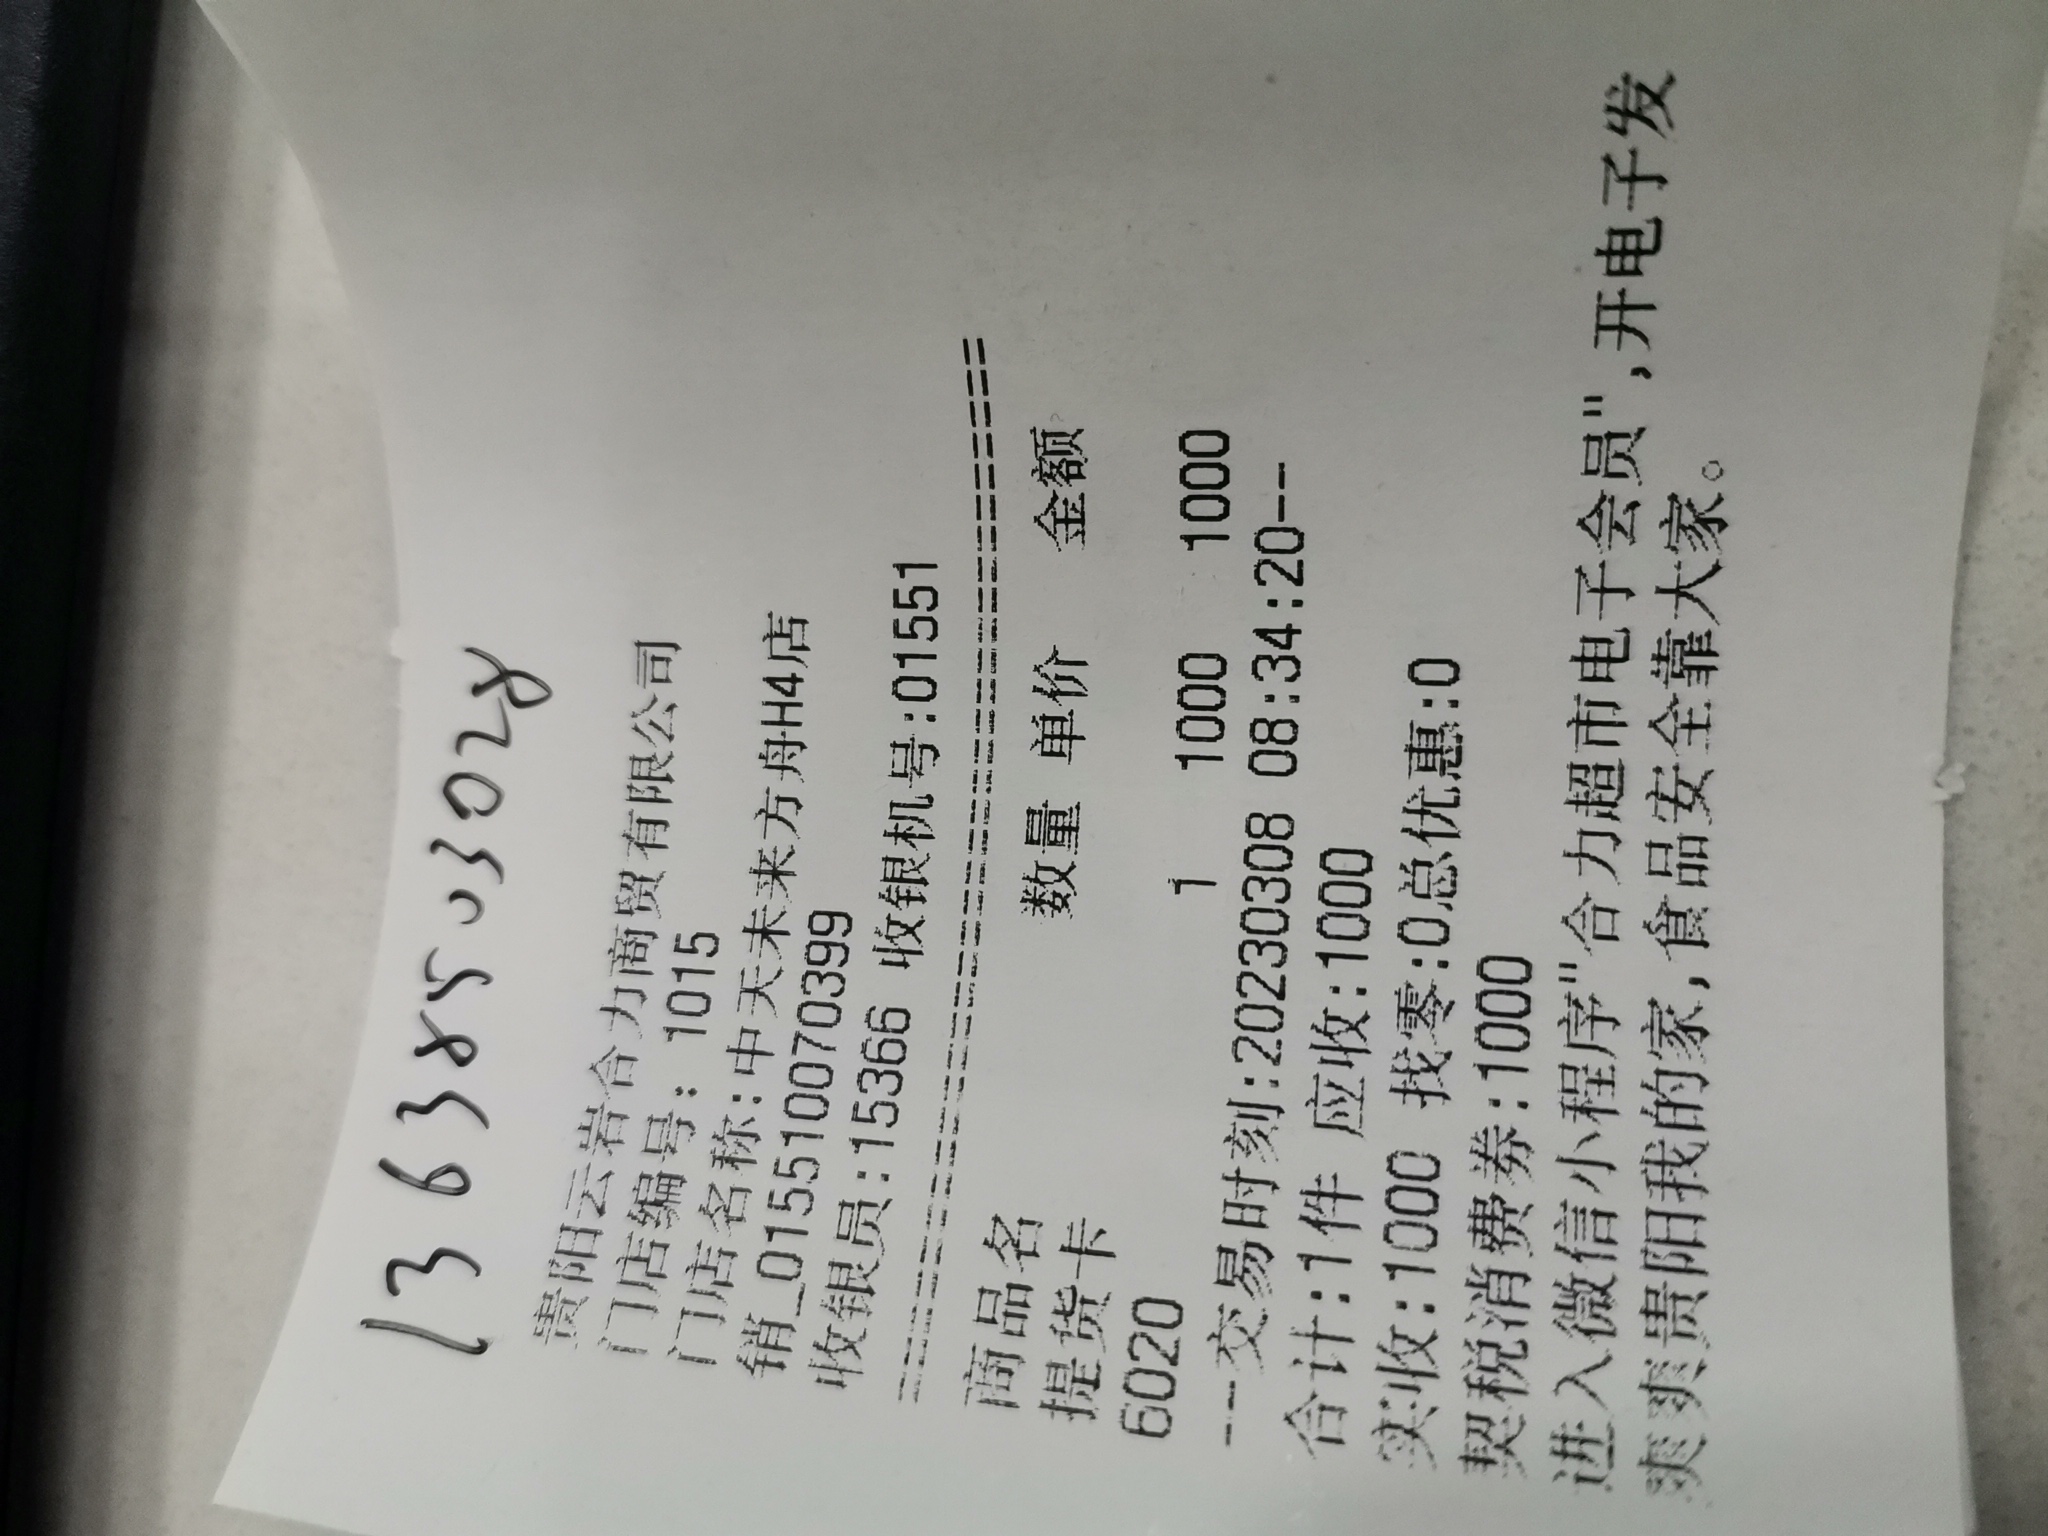 13638503028
贵阳云岩合力商贸有限公司
门店编号: 1015
门店名称:中天未来方舟H4店
销_0155100770399
收银员:15366 收银机号:01551
商品名 数量 单价 金额
提货卡
6020 1 1000 1000
---交易时刻:20230308 08:34:20--
合计:1件 应收:1000
实收:1000 找零:0总优惠:0
契税消费券:1000
进入微信小程序"合力超市电子会员",开电子发
爽爽贵阳我的家,食品安全靠大家。